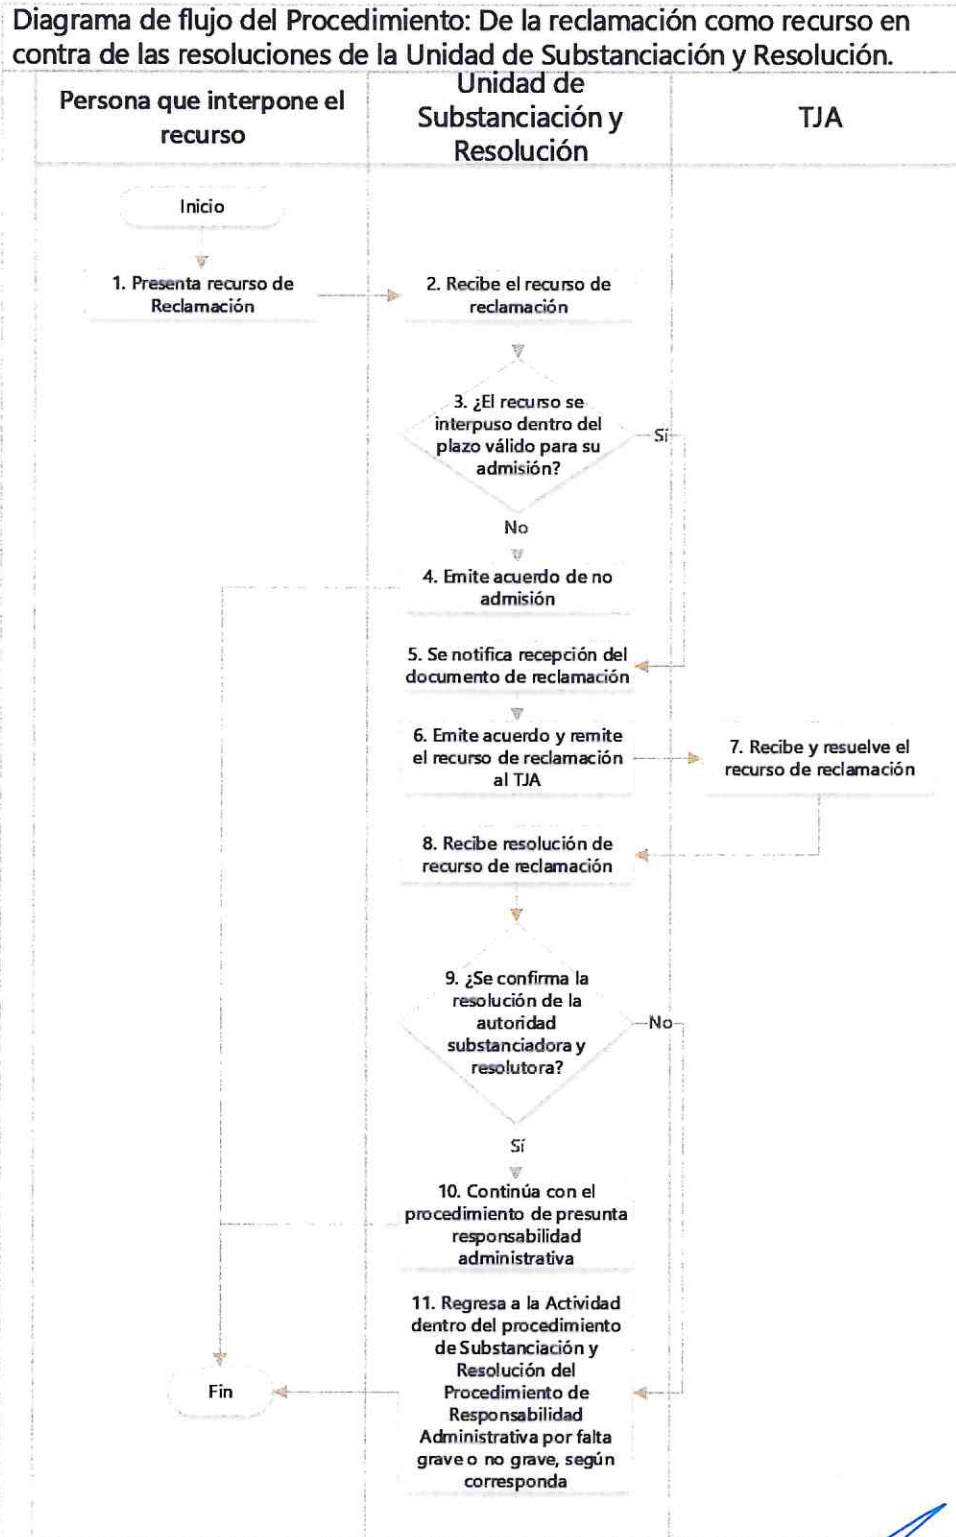 Diagrama de flujo del Procedimiento: De la reclamación como recurso en
contra de las resoluciones de la Unidad de Substanciación y Resolución.
Persona que interpone el
recurso
Unidad de
Substanciación y
Resolución
TJA
Inicio
1. Presenta recurso de
Reclamación
2. Recibe el recurso de
reclamación
3. ¿El recurso se
interpuso dentro del
plazo válido para su
admisión?
Sí
No
4. Emite acuerdo de no
admisión
5. Se notifica recepción del
documento de reclamación
6. Emite acuerdo y remite
el recurso de reclamación
al TJA
7. Recibe y resuelve el
recurso de reclamación
8. Recibe resolución de
recurso de reclamación
9. ¿Se confirma la
resolución de la
autoridad
substanciadora y
resolutora?
No
Sí
10. Continúa con el
procedimiento de presunta
responsabilidad
administrativa
11. Regresa a la Actividad
dentro del procedimiento
de Substanciación y
Resolución del
Procedimiento de
Responsabilidad
Administrativa por falta
grave o no grave, según
corresponda
Fin